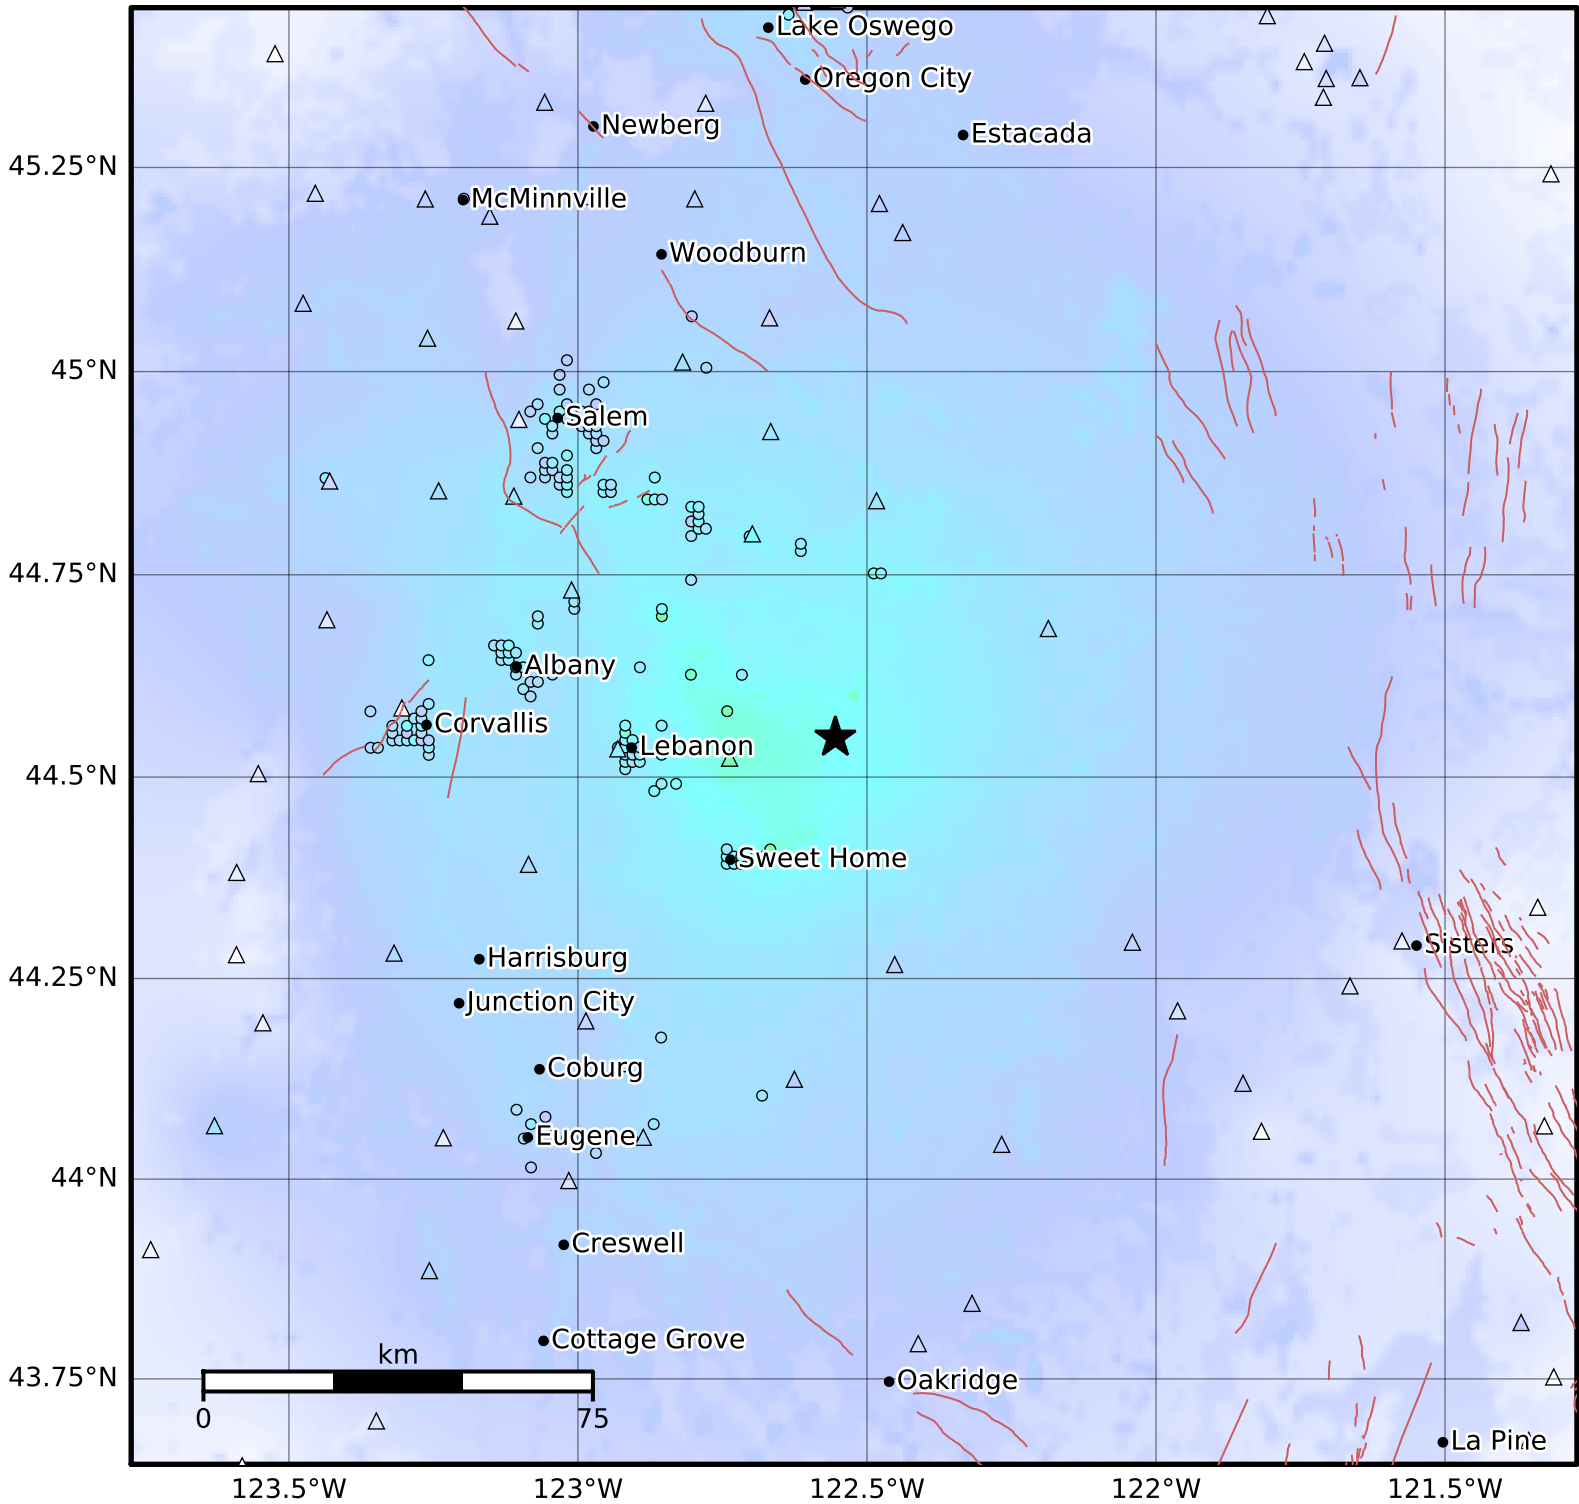 Lake Oswego
Oregon City
Newberg
Estacada
45.25°N
McMinnville
Woodburn
45°N
Salem
44.75°N
Albany
Corvallis
Lebanon
44.5°N
Sweet Home
Sisters
Harrisburg
44.25°N
Junction City
Coburg
Eugene
44°N
Creswell
Cottage Grove
km
43.75°N
Oakridge
0 75
La Pine
123.5°W 123°W 122.5°W 122°W 121.5°W